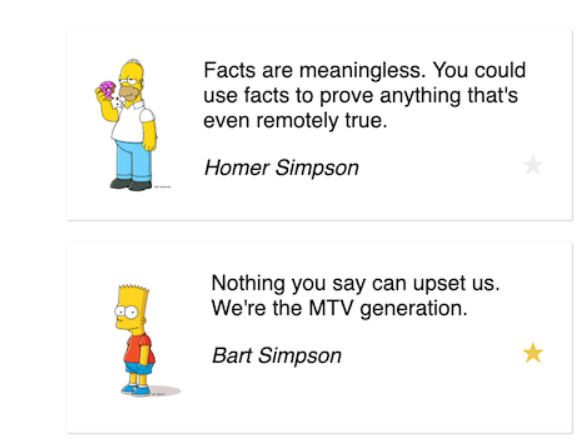 Facts are meaningless. You could
use facts to prove anything that's
even remotely true.
Homer Simpson
Nothing you say can upset us.
We're the MTV generation.
Bart Simpson